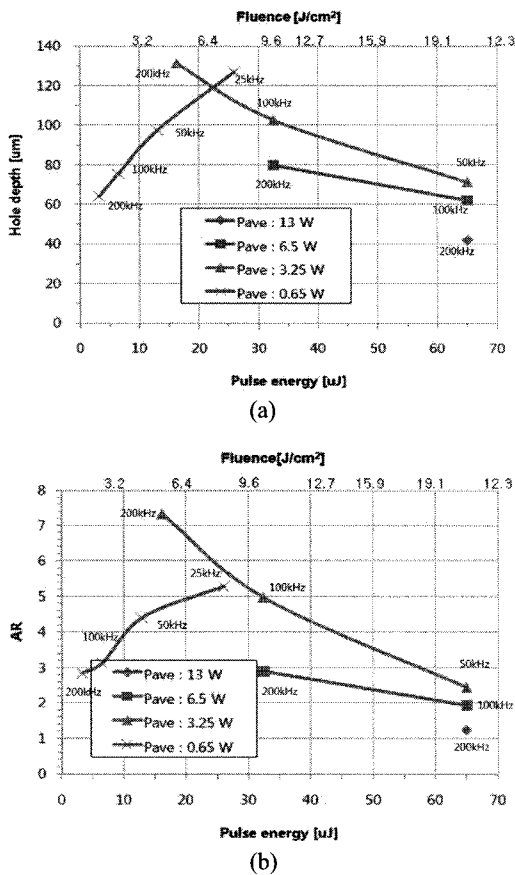 Fluence [J/cm²]
3.2 6.4 9.6 12.7 15.9 19.1 12.3
140
120
100
80
60
40
20
0
Hole depth [um]
200kHz
25kHz
100kHz
50kHz
50kHz
100kHz
200kHz
200kHz
100kHz
200kHz
Pave : 13 W
Pave : 6.5 W
Pave : 3.25 W
Pave : 0.65 W
0 10 20 30 40 50 60 70
Pulse energy [uJ]
(a)
Fluence[J/cm²]
3.2 6.4 9.6 12.7 15.9 19.1 12.3
8
7
6
5
4
3
2
1
0
AR
200kHz
25kHz
100kHz
50kHz
100kHz
50kHz
200kHz
200kHz
100kHz
200kHz
Pave : 13 W
Pave : 6.5 W
Pave : 3.25 W
Pave : 0.65 W
0 10 20 30 40 50 60 70
Pulse energy [uJ]
(b)